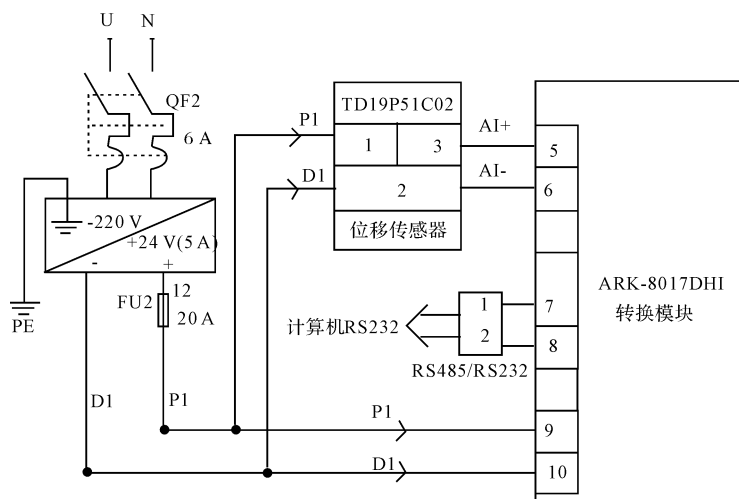 U N
QF2
6 A
-220 V
+24 V(5 A)
- +
PE
FU2
12
20 A
D1
P1
P1
D1
TD19P51C02
1 3
2
位移传感器
AI+
AI-
5
6
7
8
9
10
计算机RS232
1
2
RS485/RS232
P1
D1
ARK-8017DHI
转换模块